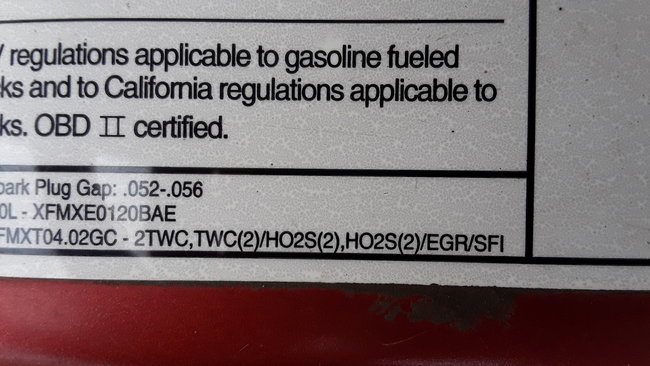 regulations applicable to gasoline fueled
ks and to California regulations applicable to
ks. OBD II certified.
park Plug Gap: .052-.056
0L - XFMXE0120BAE
FMXT04.02GC - 2TWC,TWC(2)/HO2S(2),HO2S(2)/EGR/SFI